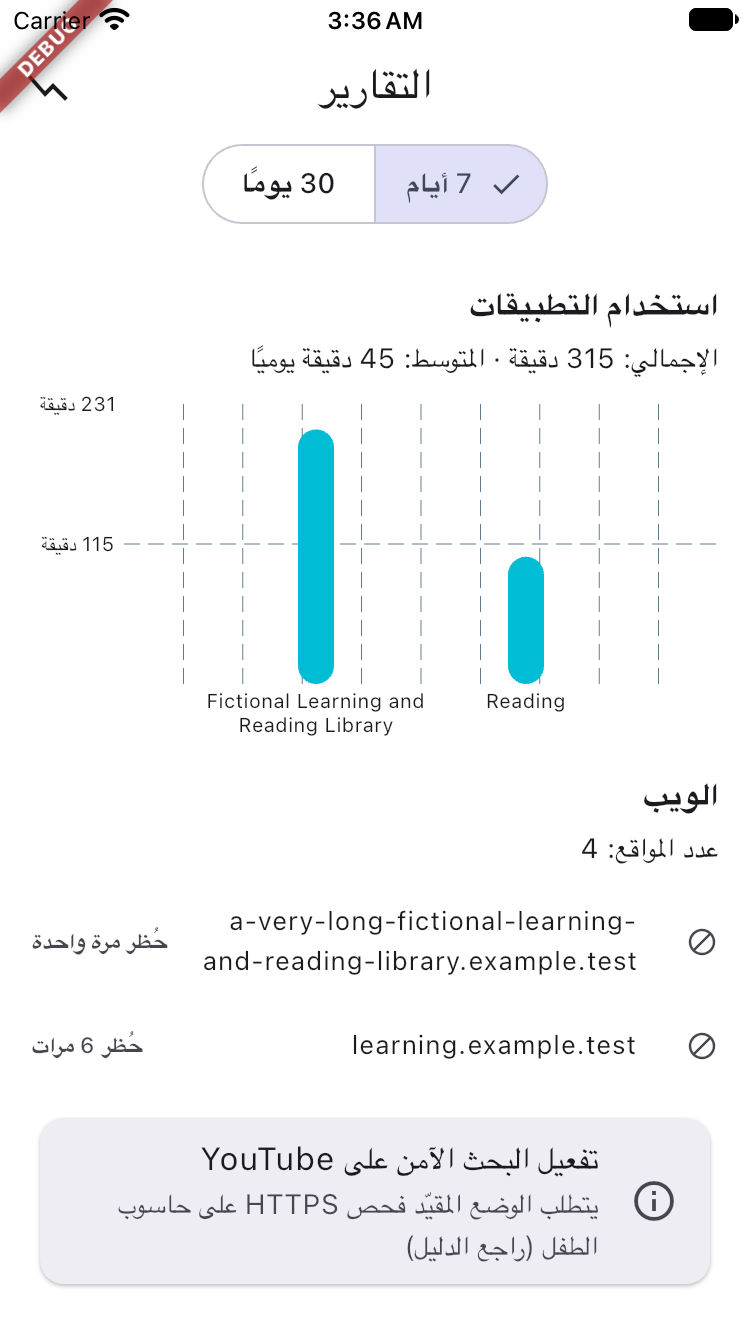 Carrier
3:36 AM
DEBUG
التقارير
7 أيام
30 يومًا
استخدام التطبيقات
الإجمالي: 315 دقيقة · المتوسط: 45 دقيقة يوميًا
231 دقيقة
115 دقيقة
Fictional Learning and
Reading Library
Reading
الويب
عدد المواقع: 4
a-very-long-fictional-learning-
and-reading-library.example.test
حُظر مرة واحدة
learning.example.test
حُظر 6 مرات
تفعيل البحث الآمن على YouTube
يتطلب الوضع المقيّد فحص HTTPS على حاسوب
الطفل (راجع الدليل)